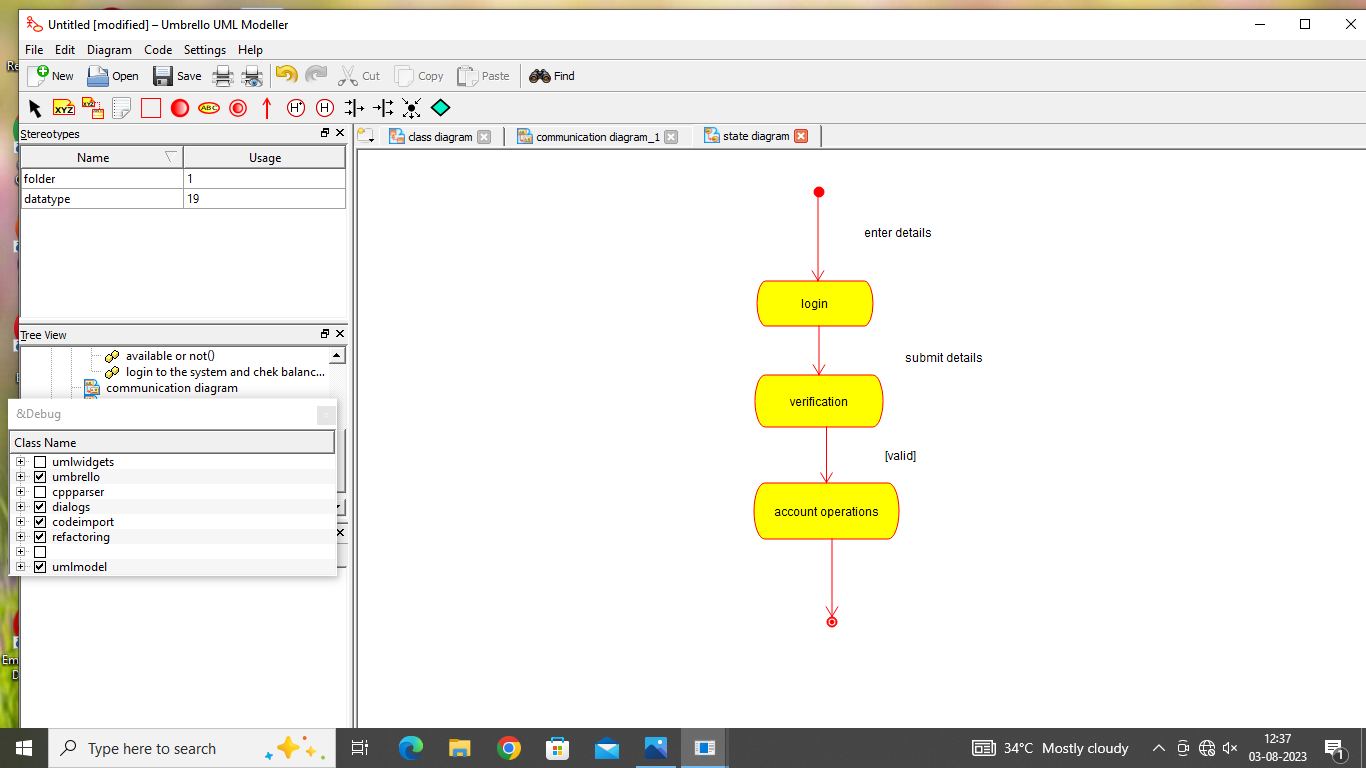 Untitled [modified] – Umbrello UML Modeller
File Edit Diagram Code Settings Help
New Open Save Cut Copy Paste Find
XYZ XYZ ABC H* H
Stereotypes
class diagram communication diagram_1 state diagram
Name Usage
folder 1
datatype 19
enter details
login
submit details
verification
[valid]
account operations
Tree View
available or not()
login to the system and chek balanc...
communication diagram
&Debug
Class Name
umlwidgets
umbrello
cppparser
dialogs
codeimport
refactoring
umlmodel
Em
D
Type here to search
34°C Mostly cloudy
12:37
03-08-2023
1